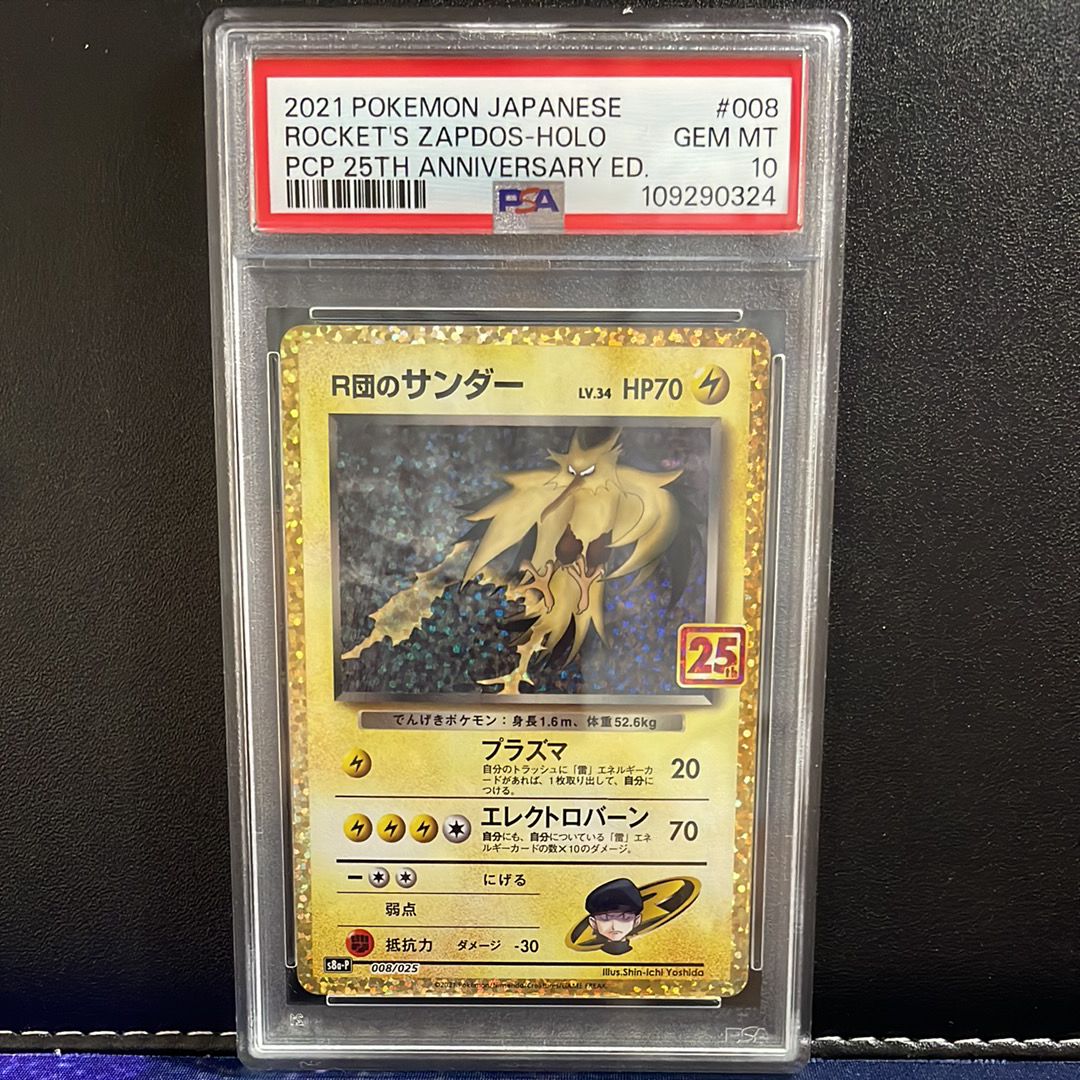 2021 POKEMON JAPANESE #008
ROCKET'S ZAPDOS-HOLO GEM MT
PCP 25TH ANNIVERSARY ED. 10
109290324
PSA
R団のサンダー LV.34 HP70
25th
でんげきポケモン：身長1.6m、体重52.6kg
プラズマ 20
自分のトラッシュに「雷」エネルギーカ
ードがあれば、1枚取り出して、自分に
つける。
エレクトロバーン 70
自分にも、自分についている「雷」エネ
ルギーカードの数×10のダメージ。
にげる
弱点
抵抗力 ダメージ -30
s8a-P 008/025 Illus.Shin-ichi Yoshida
©2021 Pokémon/Nintendo/Creatures/GAME FREAK.
PSA